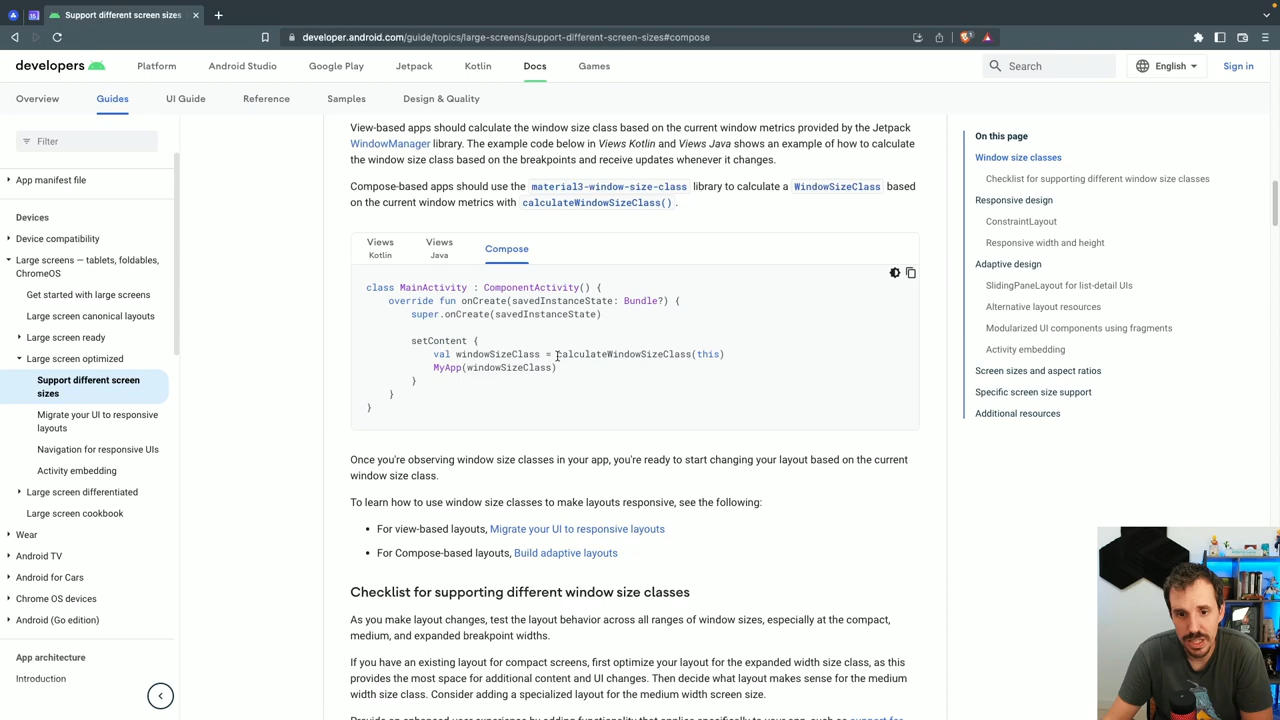 Support different screen sizes
developer.android.com/guide/topics/large-screens/support-different-screen-sizes#compose
developers
Platform
Android Studio
Google Play
Jetpack
Kotlin
Docs
Games
Search
English
Sign in
Overview
Guides
UI Guide
Reference
Samples
Design & Quality
Filter
App manifest file
Devices
Device compatibility
Large screens — tablets, foldables,
ChromeOS
Get started with large screens
Large screen canonical layouts
Large screen ready
Large screen optimized
Support different screen
sizes
Migrate your UI to responsive
layouts
Navigation for responsive UIs
Activity embedding
Large screen differentiated
Large screen cookbook
Wear
Android TV
Android for Cars
Chrome OS devices
Android (Go edition)
App architecture
Introduction
View-based apps should calculate the window size class based on the current window metrics provided by the Jetpack
WindowManager library. The example code below in Views Kotlin and Views Java shows an example of how to calculate
the window size class based on the breakpoints and receive updates whenever it changes.
Compose-based apps should use the material3-window-size-class library to calculate a WindowSizeClass based
on the current window metrics with calculateWindowSizeClass().
Views
Kotlin
Views
Java
Compose
class MainActivity : ComponentActivity() {
override fun onCreate(savedInstanceState: Bundle?) {
super.onCreate(savedInstanceState)
setContent {
val windowSizeClass = calculateWindowSizeClass(this)
MyApp(windowSizeClass)
}
}
}
Once you're observing window size classes in your app, you're ready to start changing your layout based on the current
window size class.
To learn how to use window size classes to make layouts responsive, see the following:
• For view-based layouts, Migrate your UI to responsive layouts
• For Compose-based layouts, Build adaptive layouts
Checklist for supporting different window size classes
As you make layout changes, test the layout behavior across all ranges of window sizes, especially at the compact,
medium, and expanded breakpoint widths.
If you have an existing layout for compact screens, first optimize your layout for the expanded width size class, as this
provides the most space for additional content and UI changes. Then decide what layout makes sense for the medium
width size class. Consider adding a specialized layout for the medium width screen size.
On this page
Window size classes
Checklist for supporting different window size classes
Responsive design
ConstraintLayout
Responsive width and height
Adaptive design
SlidingPaneLayout for list-detail UIs
Alternative layout resources
Modularized UI components using fragments
Activity embedding
Screen sizes and aspect ratios
Specific screen size support
Additional resources